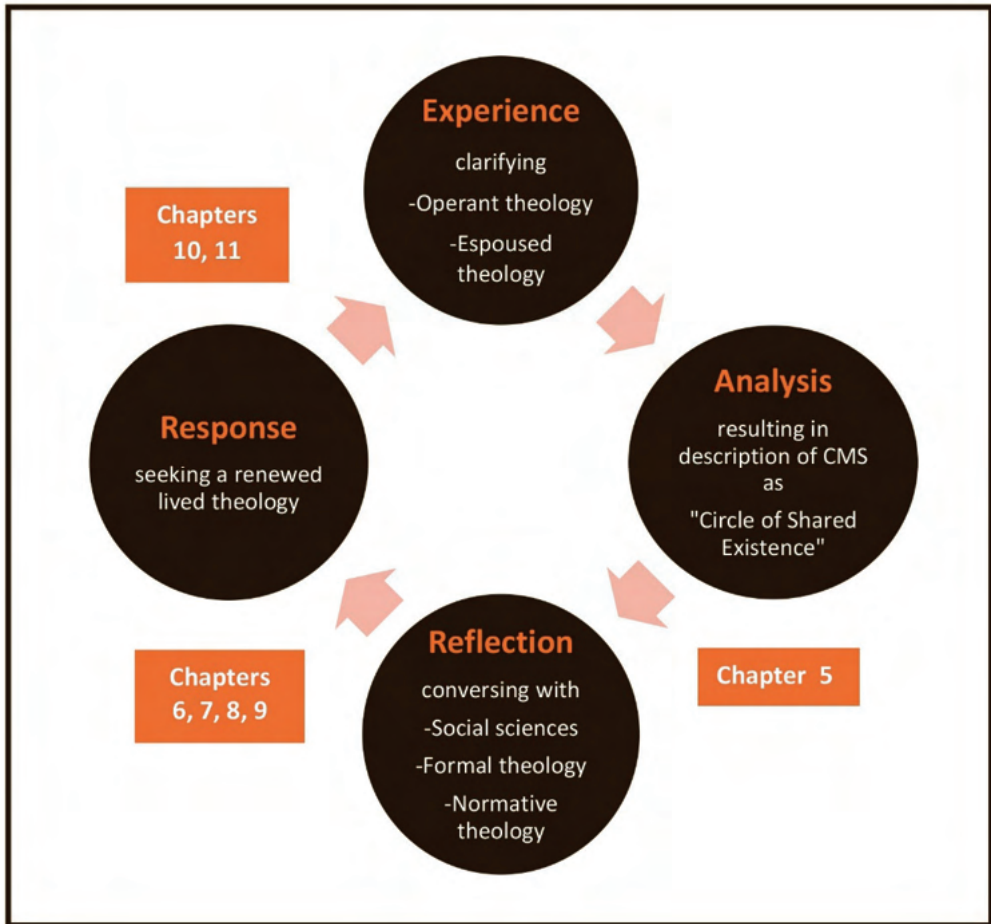 Experience
clarifying
-Operant theology
-Espoused
theology
Chapters
10, 11
Analysis
resulting in
description of CMS
as
"Circle of Shared
Existence"
Response
seeking a renewed
lived theology
Reflection
conversing with
-Social sciences
-Formal theology
-Normative
theology
Chapter 5
Chapters
6, 7, 8, 9